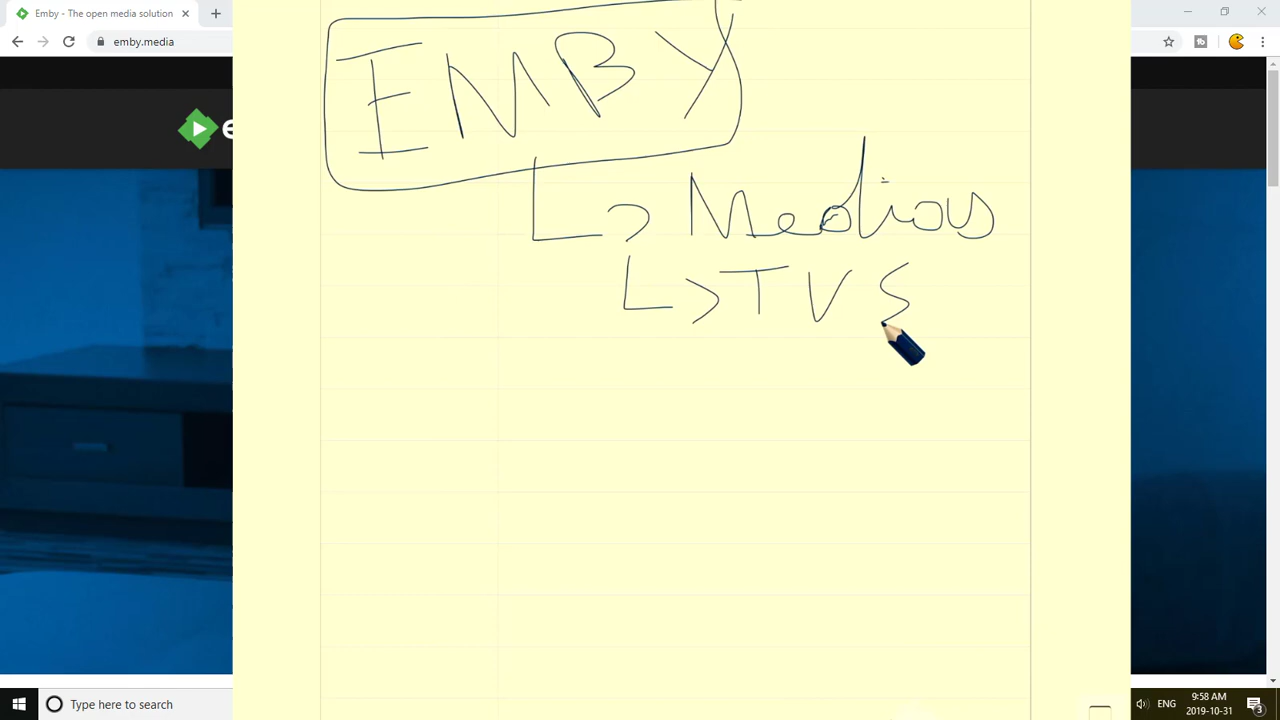 Emby - The open media solution
emby.media
e
EMBY
Medias
TVS
Type here to search
ENG
9:58 AM
2019-10-31
3